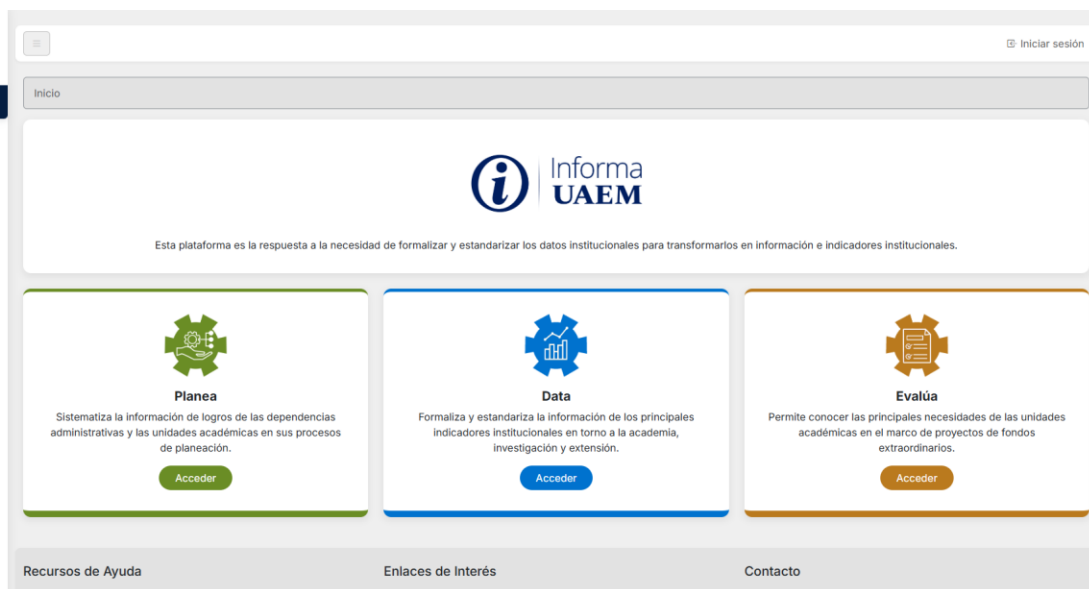 Iniciar sesión
Inicio
Informa
UAEM
Esta plataforma es la respuesta a la necesidad de formalizar y estandarizar los datos institucionales para transformarlos en información e indicadores institucionales.
Planea
Sistematiza la información de logros de las dependencias
administrativas y las unidades académicas en sus procesos
de planeación.
Acceder
Data
Formaliza y estandariza la información de los principales
indicadores institucionales en torno a la academia,
investigación y extensión.
Acceder
Evalúa
Permite conocer las principales necesidades de las unidades
académicas en el marco de proyectos de fondos
extraordinarios.
Acceder
Recursos de Ayuda
Enlaces de Interés
Contacto